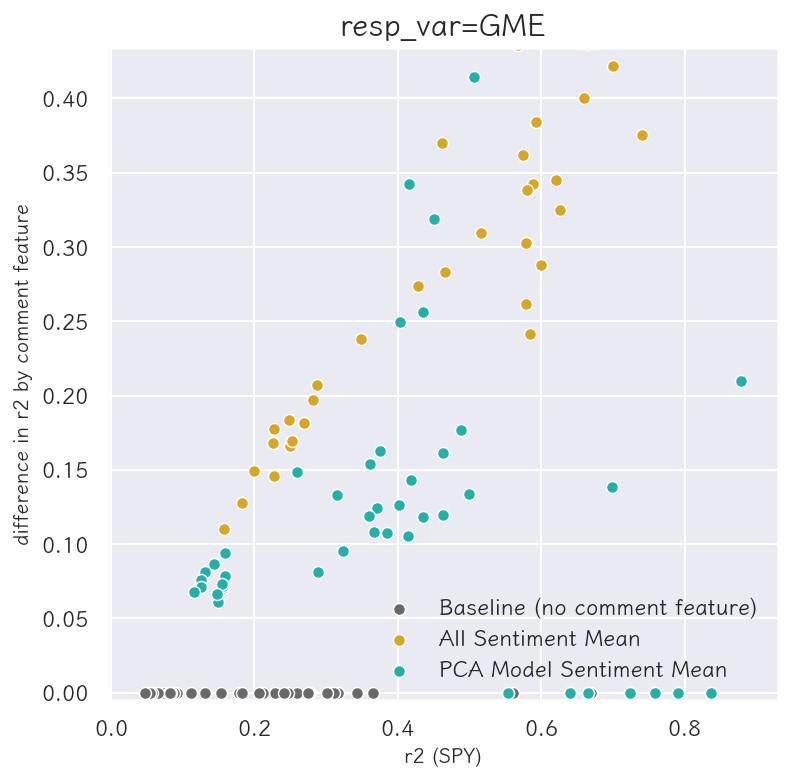 resp_var=GME
difference in r2 by comment feature
0.40
0.35
0.30
0.25
0.20
0.15
0.10
0.05
0.00
Baseline (no comment feature)
All Sentiment Mean
PCA Model Sentiment Mean
0.0 0.2 0.4 0.6 0.8
r2 (SPY)